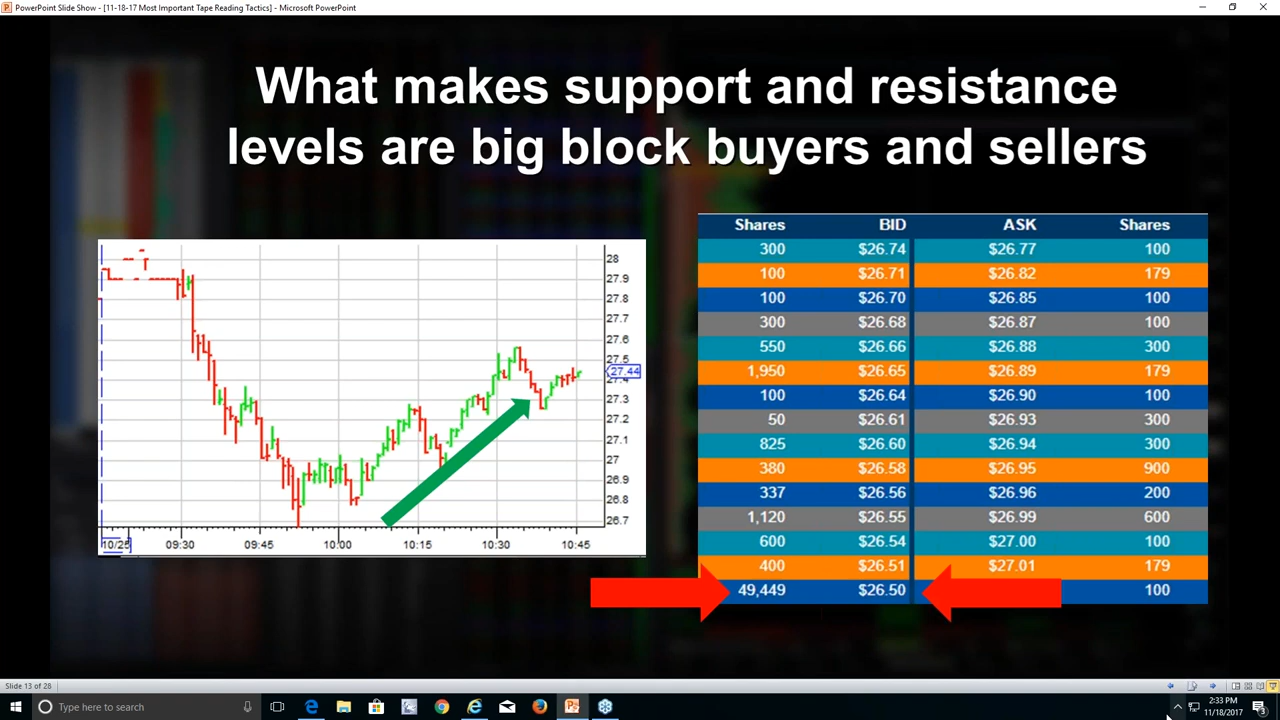 PowerPoint Slide Show - [11-18-17 Most Important Tape Reading Tactics] - Microsoft PowerPoint
What makes support and resistance
levels are big block buyers and sellers
28
27.9
27.8
27.7
27.6
27.5
27.44
27.4
27.3
27.2
27.1
27
26.9
26.8
26.7
10/25 09:30 09:45 10:00 10:15 10:30 10:45
Shares BID ASK Shares
300 $26.74 $26.77 100
100 $26.71 $26.82 179
100 $26.70 $26.85 100
300 $26.68 $26.87 100
550 $26.66 $26.88 300
1,950 $26.65 $26.89 179
100 $26.64 $26.90 100
50 $26.61 $26.93 300
825 $26.60 $26.94 300
380 $26.58 $26.95 900
337 $26.56 $26.96 200
1,120 $26.55 $26.99 600
600 $26.54 $27.00 100
400 $26.51 $27.01 179
49,449 $26.50 100
Slide 13 of 28
Type here to search
2:33 PM
11/18/2017
3